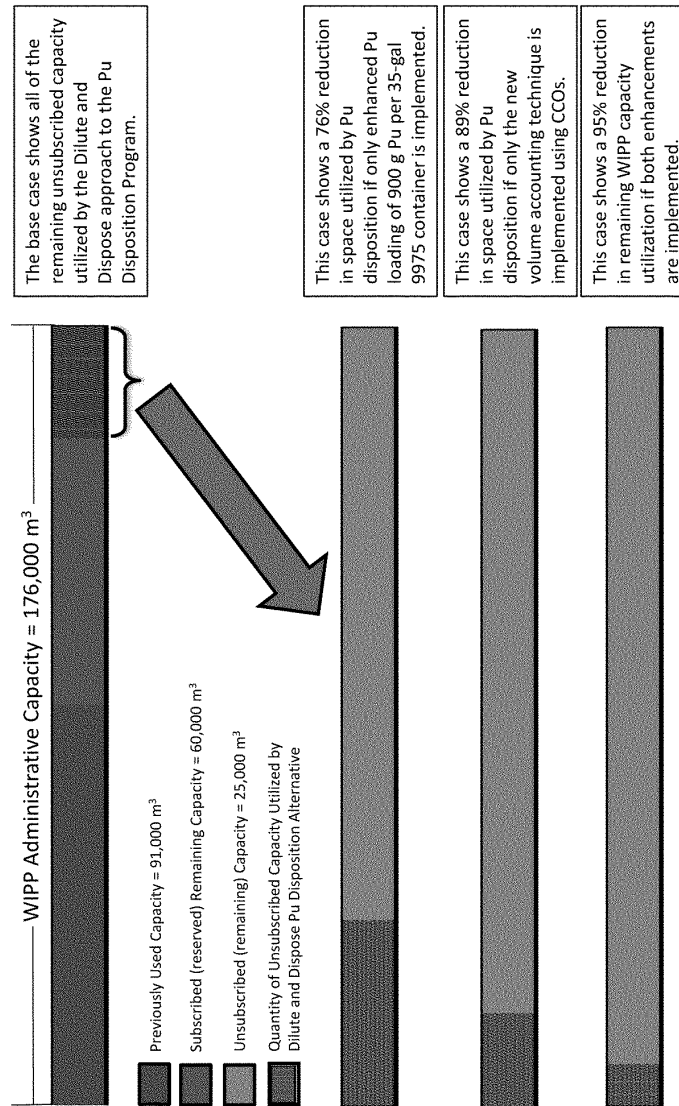 WIPP Administrative Capacity = 176,000 m³
The base case shows all of the
remaining unsubscribed capacity
utilized by the Dilute and
Dispose approach to the Pu
Disposition Program.
Previously Used Capacity = 91,000 m³
Subscribed (reserved) Remaining Capacity = 60,000 m³
Unsubscribed (remaining) Capacity = 25,000 m³
Quantity of Unsubscribed Capacity Utilized by
Dilute and Dispose Pu Disposition Alternative
This case shows a 76% reduction
in space utilized by Pu
disposition if only enhanced Pu
loading of 900 g Pu per 35-gal
9975 container is implemented.
This case shows a 89% reduction
in space utilized by Pu
disposition if only the new
volume accounting technique is
implemented using CCOs.
This case shows a 95% reduction
in remaining WIPP capacity
utilization if both enhancements
are implemented.